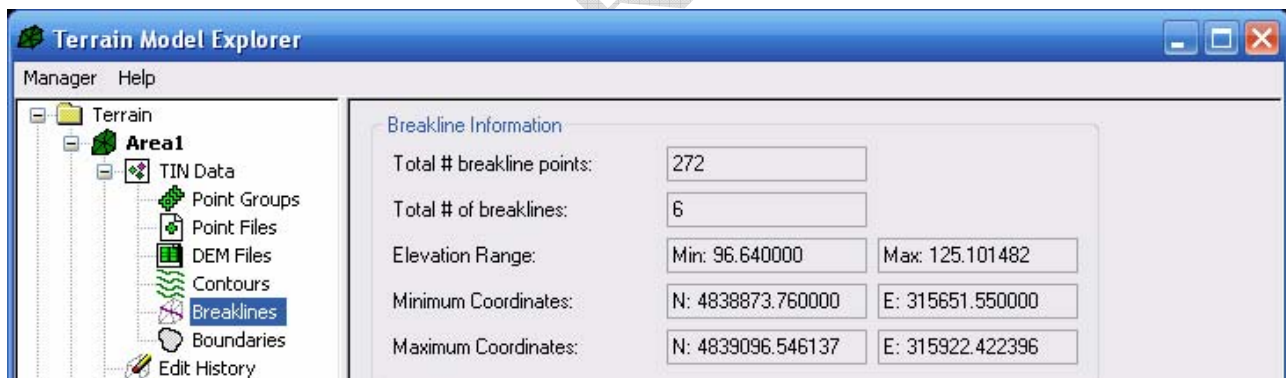 Terrain Model Explorer
Manager Help
Terrain
Area1
TIN Data
Point Groups
Point Files
DEM Files
Contours
Breaklines
Boundaries
Edit History
Breakline Information
Total # breakline points: 272
Total # of breaklines: 6
Elevation Range: Min: 96.640000 Max: 125.101482
Minimum Coordinates: N: 4838873.760000 E: 315651.550000
Maximum Coordinates: N: 4839096.546137 E: 315922.422396